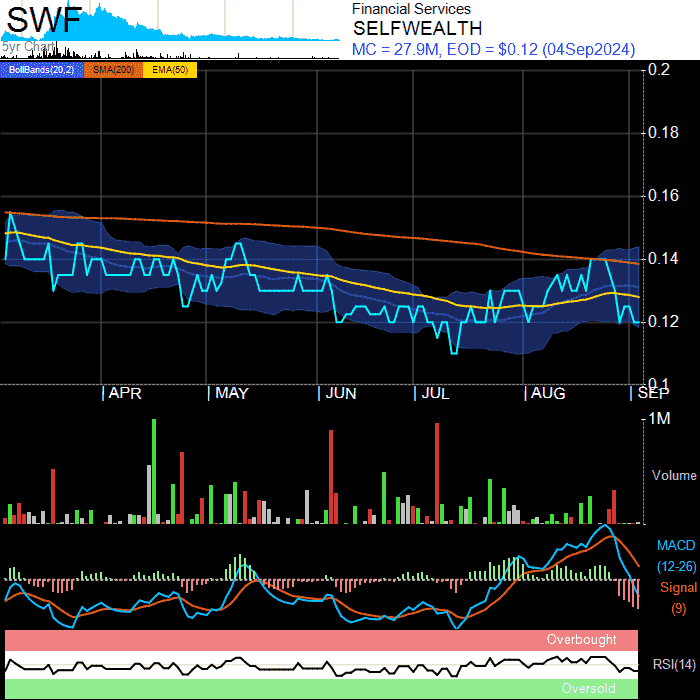 SWF
5yr Chart
Financial Services
SELFWEALTH
MC = 27.9M, EOD = $0.12 (04Sep2024)
BollBands(20,2) SMA(200) EMA(50)
0.2
0.18
0.16
0.14
0.12
0.1
APR MAY JUN JUL AUG SEP
1M
Volume
MACD
(12-26)
Signal
(9)
Overbought
RSI(14)
Oversold